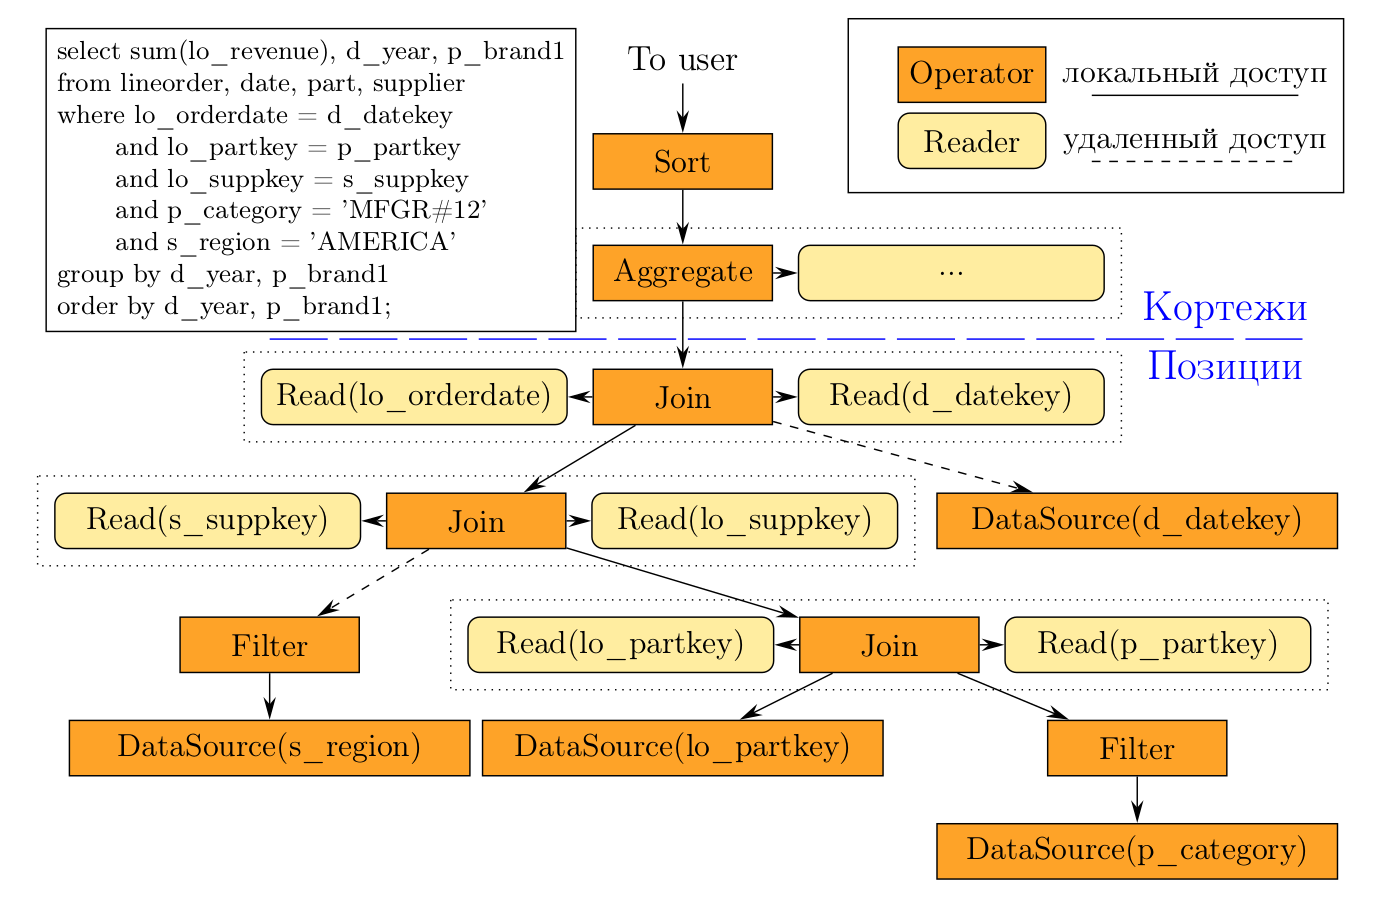 select sum(lo_revenue), d_year, p_brand1
from lineorder, date, part, supplier
where lo_orderdate = d_datekey
and lo_partkey = p_partkey
and lo_suppkey = s_suppkey
and p_category = 'MFGR#12'
and s_region = 'AMERICA'
group by d_year, p_brand1
order by d_year, p_brand1;
To user
Operator
локальный доступ
Reader
удаленный доступ
Sort
Aggregate
...
Кортежи
Позиции
Read(lo_orderdate)
Join
Read(d_datekey)
Read(s_suppkey)
Join
Read(lo_suppkey)
DataSource(d_datekey)
Filter
Read(lo_partkey)
Join
Read(p_partkey)
DataSource(s_region)
DataSource(lo_partkey)
Filter
DataSource(p_category)